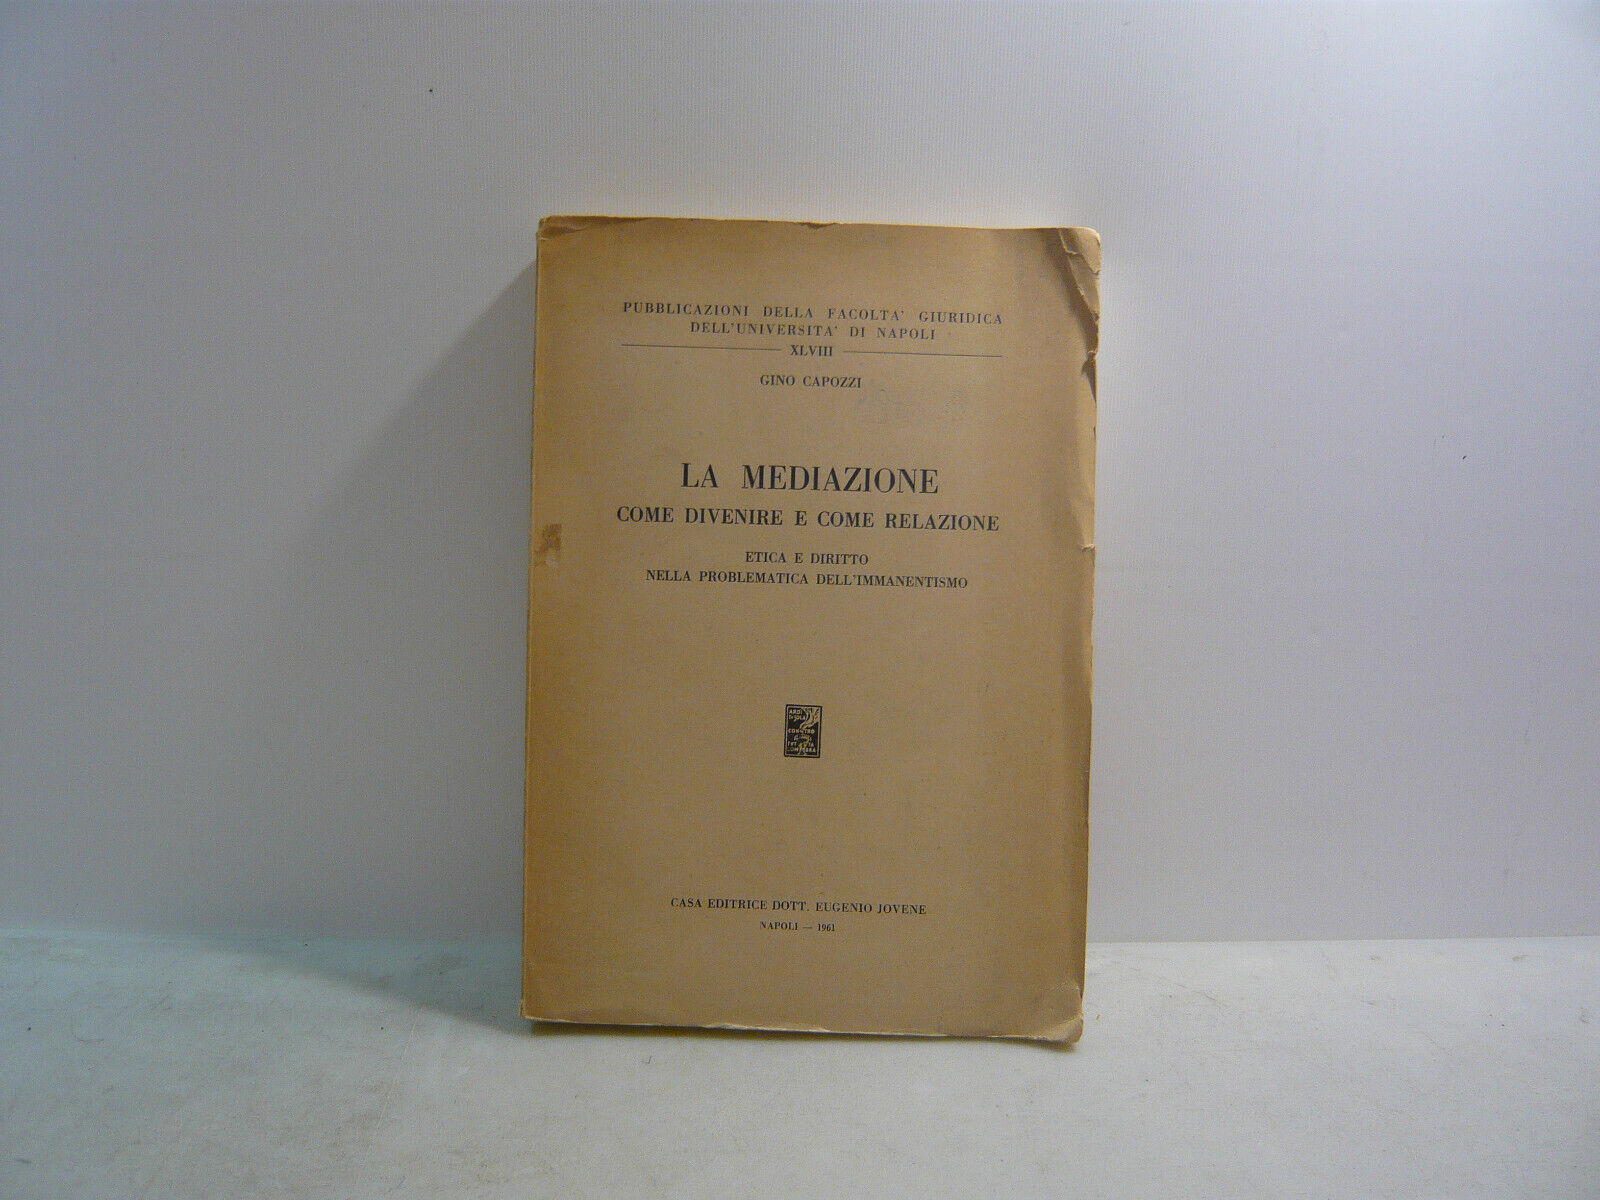 PUBBLICAZIONI DELLA FACOLTA' GIURIDICA
DELL'UNIVERSITA' DI NAPOLI
XLVIII
GINO CAPOZZI
LA MEDIAZIONE
COME DIVENIRE E COME RELAZIONE
ETICA E DIRITTO
NELLA PROBLEMATICA DELL'IMMANENTISMO
CASA EDITRICE DOTT. EUGENIO JOVENE
NAPOLI — 1961